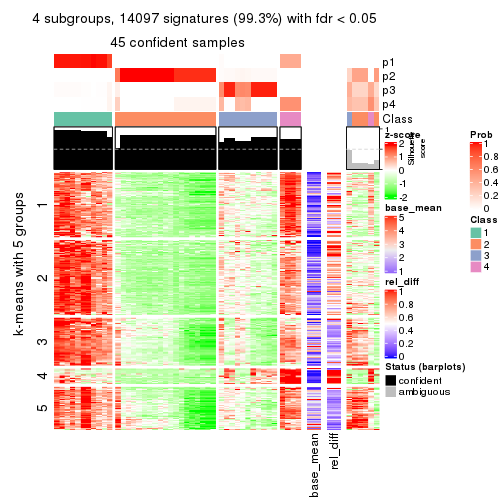 4 subgroups, 14097 signatures (99.3%) with fdr < 0.05
45 confident samples
p1
p2
p3
p4
Class
1
Silhouette
score
z-score
2
1
0
-1
-2
base_mean
5
4
3
2
1
rel_diff
1
0.8
0.6
0.4
0.2
0
Status (barplots)
confident
ambiguous
Prob
1
0.8
0.6
0.4
0.2
0
Class
1
2
3
4
k-means with 5 groups
1
2
3
4
5
base_mean
rel_diff